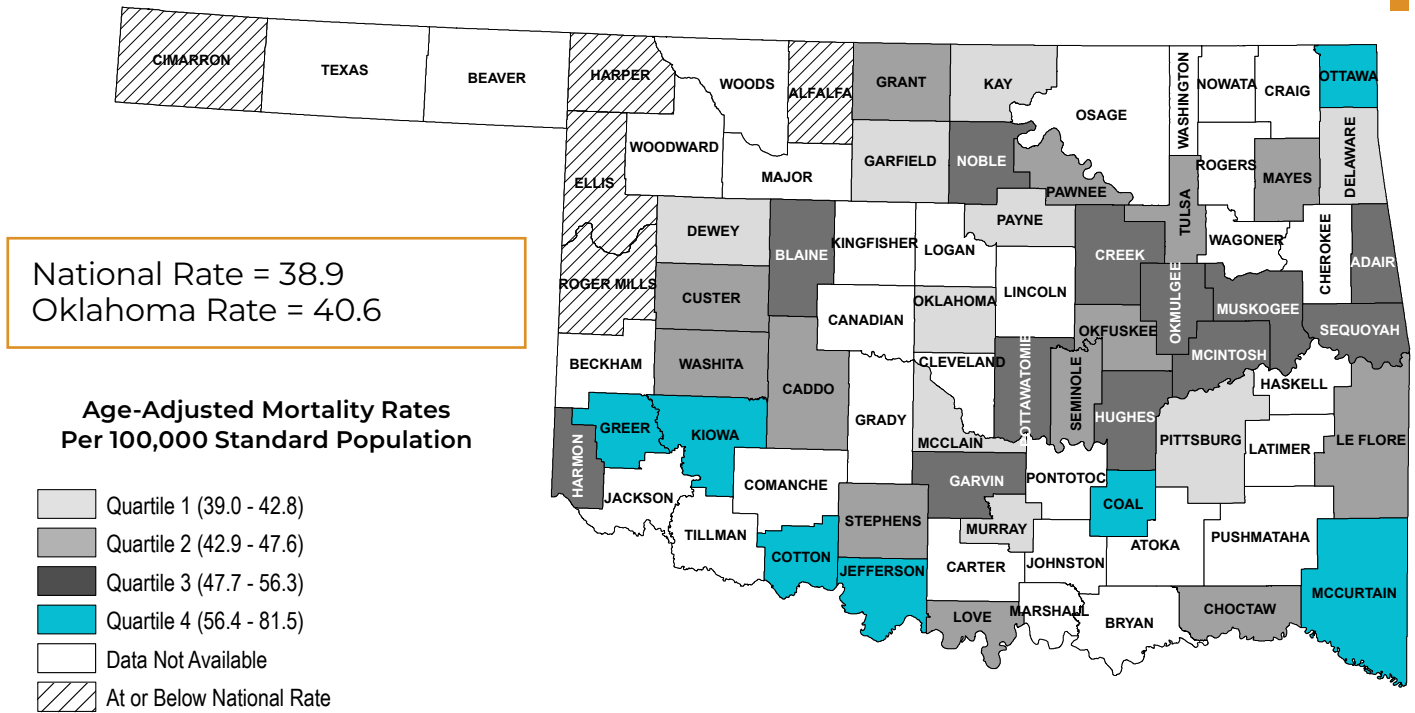 CIMARRON
TEXAS
BEAVER
HARPER
WOODS
ALFALFA
GRANT
KAY
OSAGE
WASHINGTON
NOWATA
CRAIG
OTTAWA
WOODWARD
ELLIS
MAJOR
GARFIELD
NOBLE
PAWNEE
TULSA
ROGERS
MAYES
DELAWARE
National Rate = 38.9
Oklahoma Rate = 40.6
ROGER MILLS
DEWEY
BLAINE
KINGFISHER
LOGAN
PAYNE
CREEK
WAGONER
CHEROKEE
ADAIR
CUSTER
CANADIAN
OKLAHOMA
LINCOLN
OKMULGEE
MUSKOGEE
SEQUOYAH
BECKHAM
WASHITA
CADDO
CLEVELAND
POTTAWATOMIE
SEMINOLE
OKFUSKEE
MCINTOSH
HASKELL
Age-Adjusted Mortality Rates
Per 100,000 Standard Population
GREER
KIOWA
GRADY
MCCLAIN
HUGHES
PITTSBURG
LATIMER
LE FLORE
HARMON
JACKSON
COMANCHE
GARVIN
PONTOTOC
COAL
Quartile 1 (39.0 - 42.8)
Quartile 2 (42.9 - 47.6)
Quartile 3 (47.7 - 56.3)
Quartile 4 (56.4 - 81.5)
Data Not Available
At or Below National Rate
TILLMAN
COTTON
STEPHENS
JEFFERSON
MURRAY
CARTER
JOHNSTON
ATOKA
PUSHMATAHA
MCCURTAIN
LOVE
MARSHALL
BRYAN
CHOCTAW